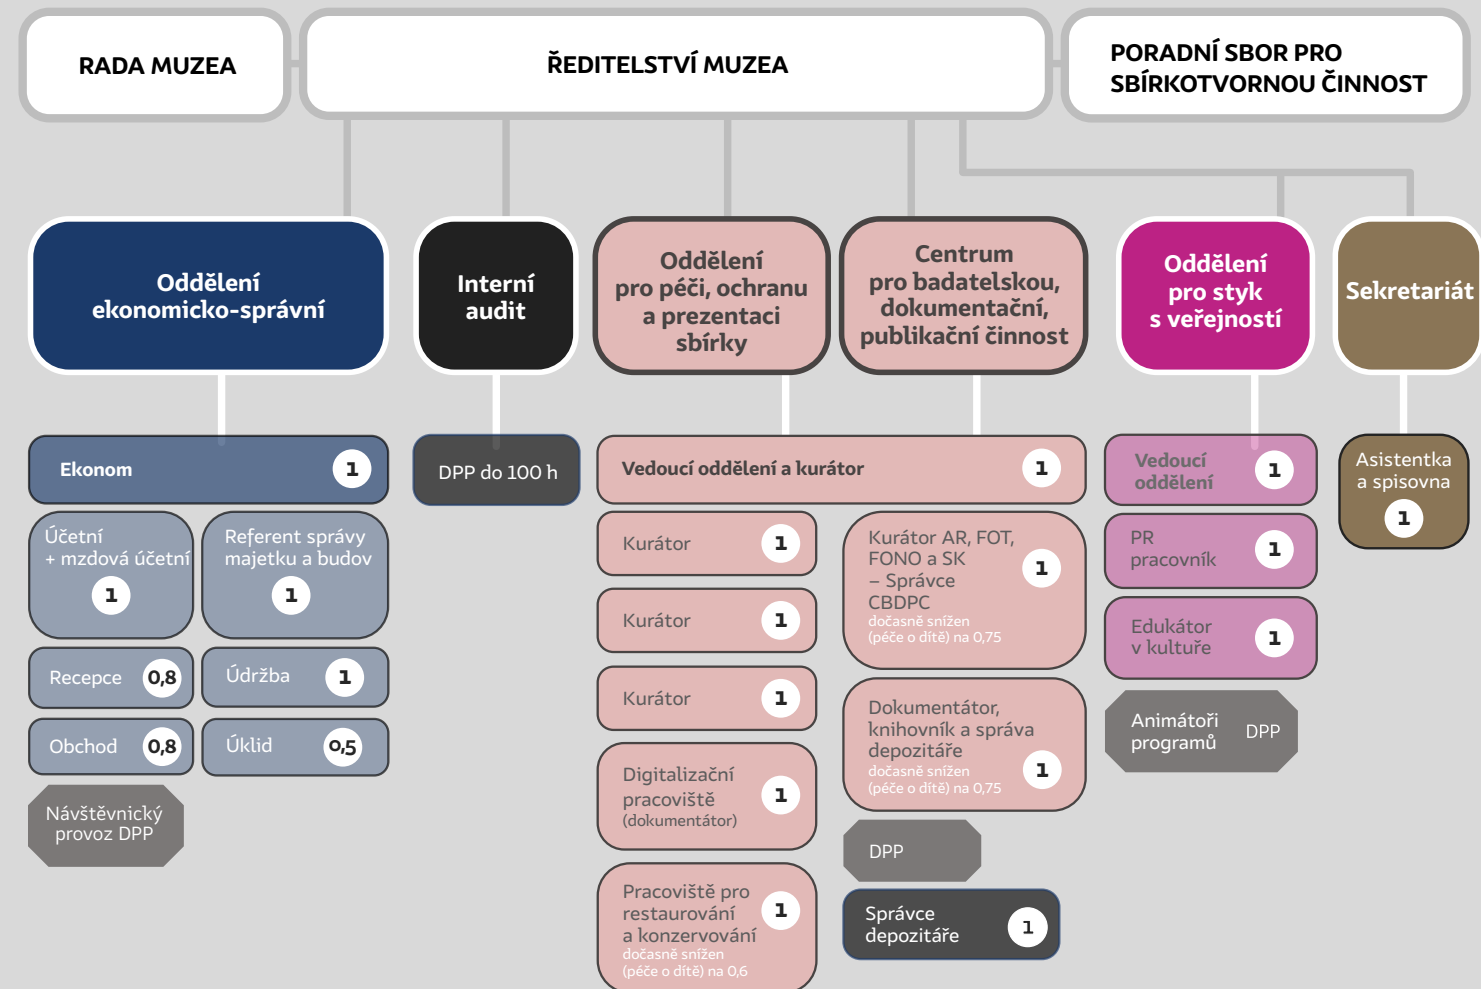 RADA MUZEA
ŘEDITELSTVÍ MUZEA
PORADNÍ SBOR PRO
SBÍRKOTVORNOU ČINNOST
Oddělení
ekonomicko-správní
Interní
audit
Oddělení
pro péči, ochranu
a prezentaci
sbírky
Centrum
pro badatelskou,
dokumentační,
publikační činnost
Oddělení
pro styk
s veřejností
Sekretariát
Ekonom
1
Účetní
+ mzdová účetní
1
Referent správy
majetku a budov
1
Recepce
0,8
Údržba
1
Obchod
0,8
Úklid
0,5
Návštěvnický
provoz DPP
DPP do 100 h
Vedoucí oddělení a kurátor
1
Kurátor
1
Kurátor
1
Kurátor
1
Digitalizační
pracoviště
(dokumentátor)
1
Pracoviště pro
restaurování
a konzervování
dočasně snížen
(péče o dítě) na 0,6
1
Kurátor AR, FOT,
FONO a SK
– Správce
CBDPC
dočasně snížen
(péče o dítě) na 0,75
1
Dokumentátor,
knihovník a správa
depozitáře
dočasně snížen
(péče o dítě) na 0,75
1
DPP
Správce
depozitáře
1
Vedoucí
oddělení
1
PR
pracovník
1
Edukátor
v kultuře
1
Animátoři
programů
DPP
Asistentka
a spisovna
1